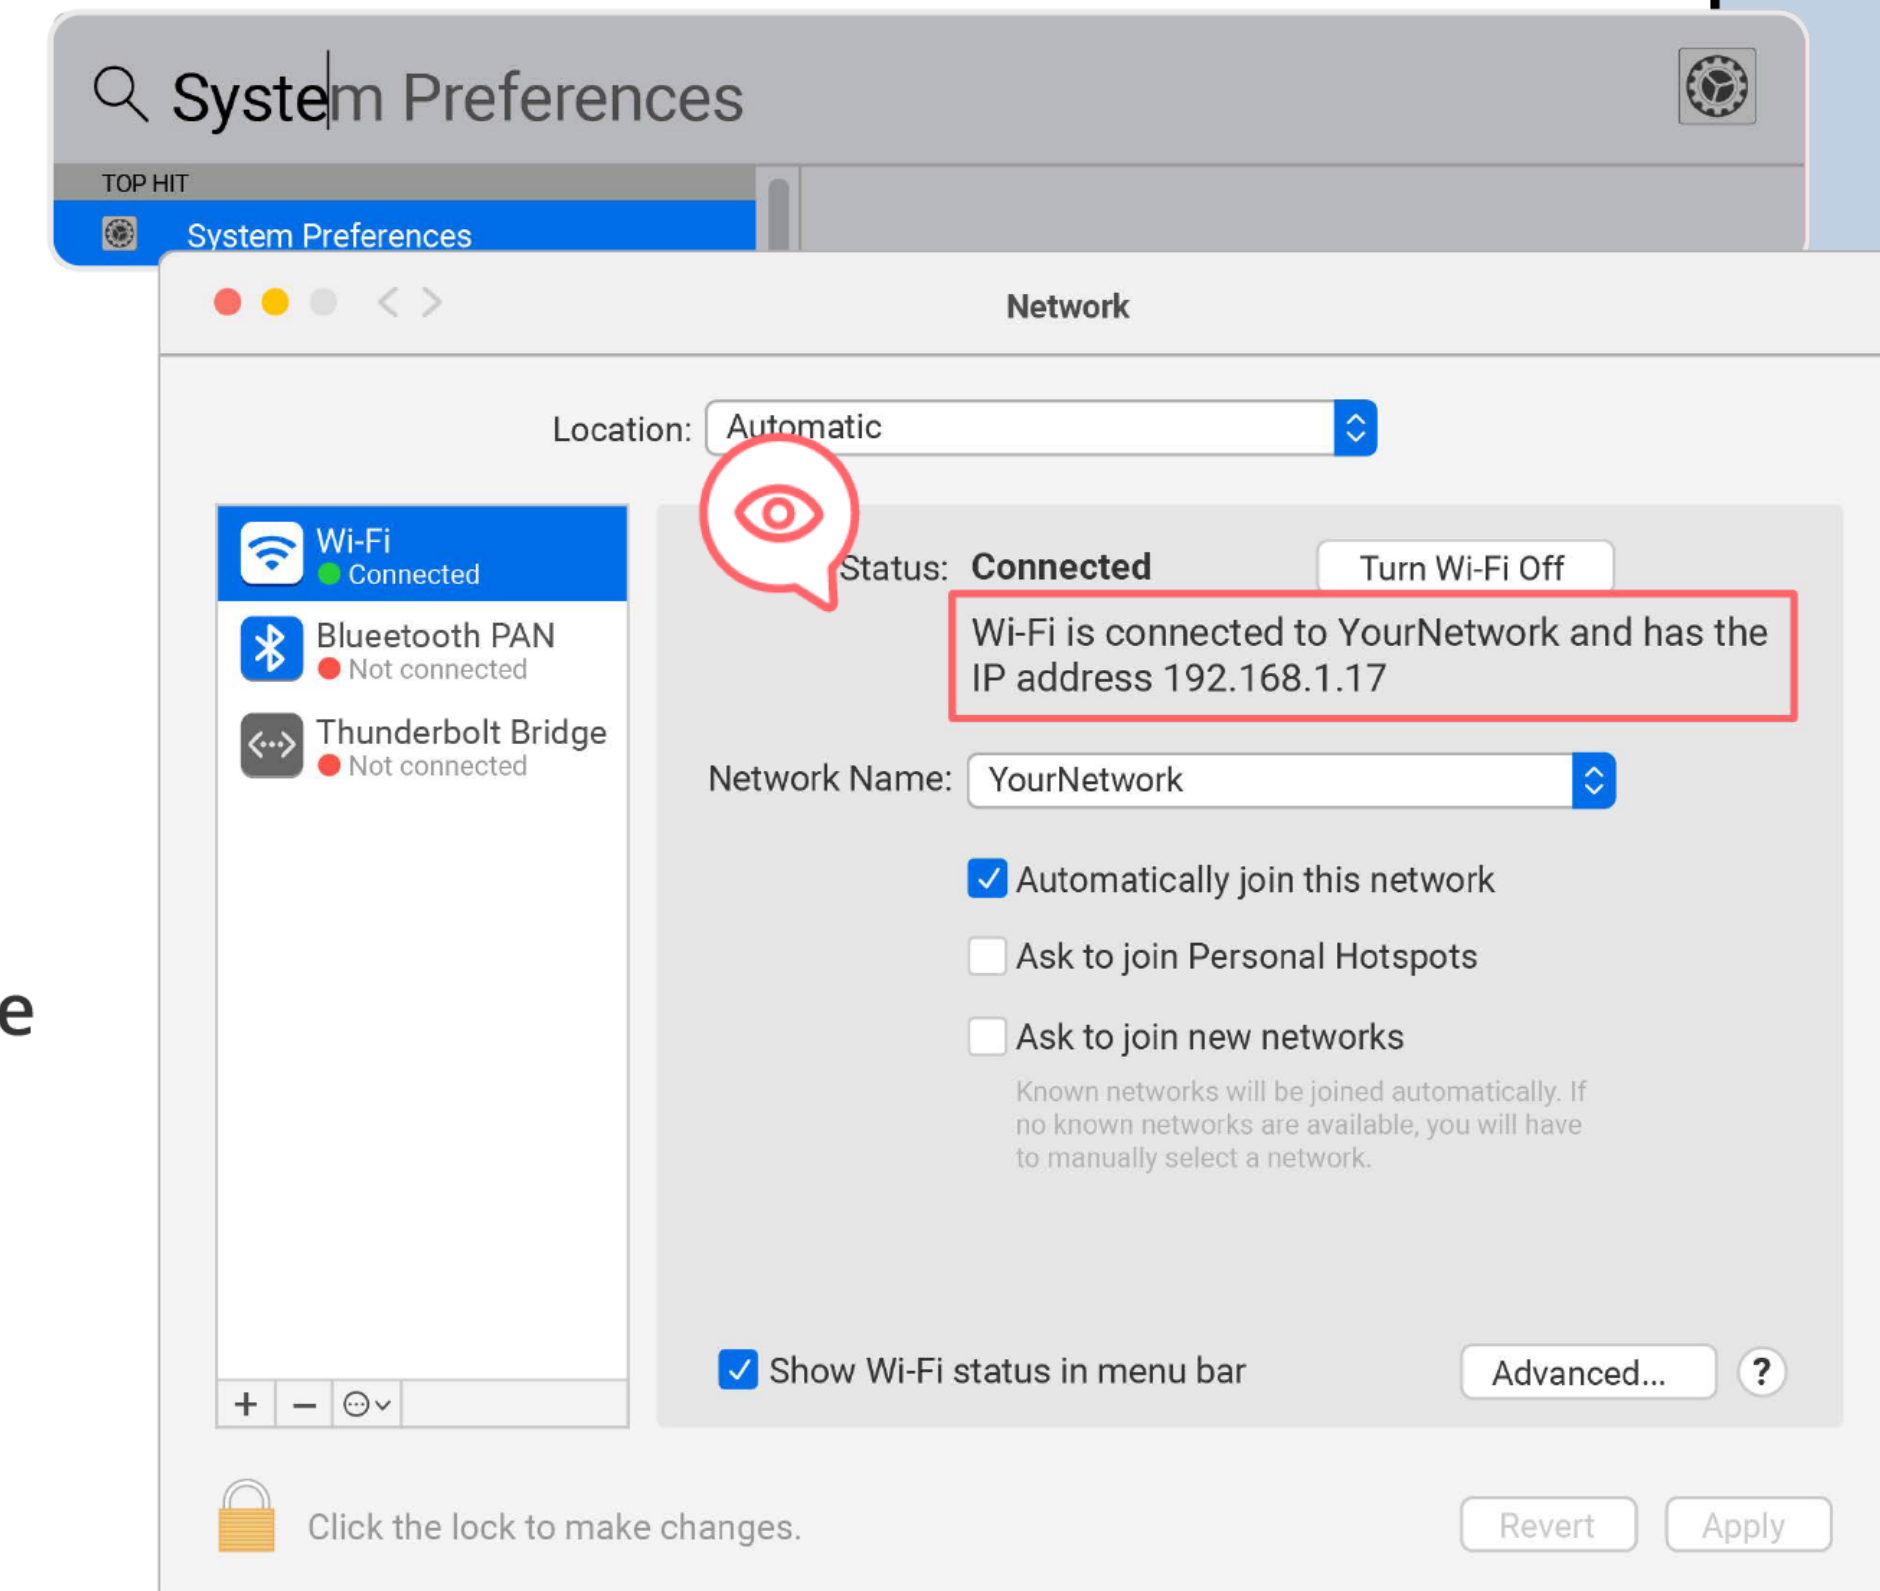 System Preferences
TOP HIT
System Preferences
Network
Location: Automatic
Wi-Fi
Connected
Blueetooth PAN
Not connected
Thunderbolt Bridge
Not connected
Status: Connected
Turn Wi-Fi Off
Wi-Fi is connected to YourNetwork and has the
IP address 192.168.1.17
Network Name: YourNetwork
Automatically join this network
Ask to join Personal Hotspots
Ask to join new networks
Known networks will be joined automatically. If
no known networks are available, you will have
to manually select a network.
e
Show Wi-Fi status in menu bar
Advanced...
?
Click the lock to make changes.
Revert
Apply